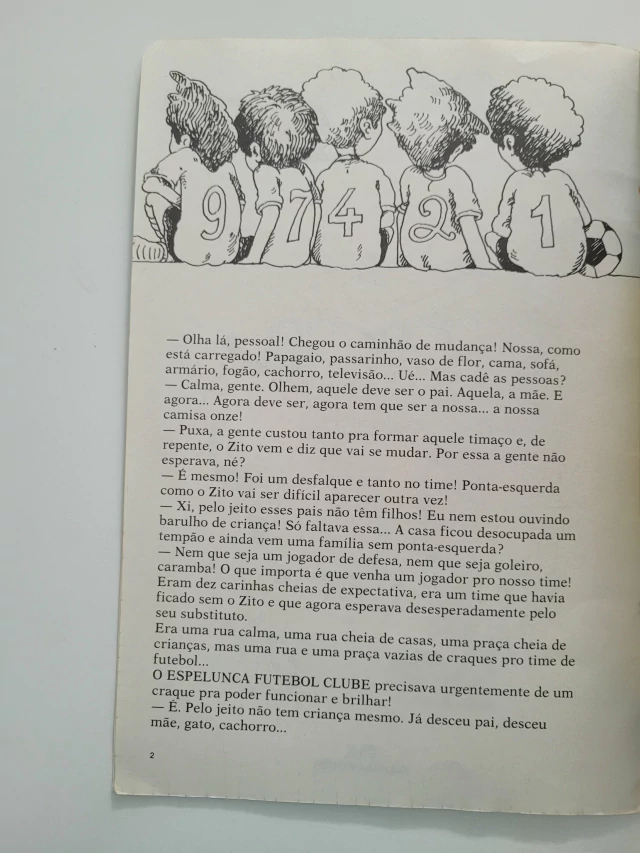 9 7 4 2 1
— Olha lá, pessoal! Chegou o caminhão de mudança! Nossa, como
está carregado! Papagaio, passarinho, vaso de flor, cama, sofá,
armário, fogão, cachorro, televisão... Ué... Mas cadê as pessoas?
— Calma, gente. Olhem, aquele deve ser o pai. Aquela, a mãe. E
agora... Agora deve ser, agora tem que ser a nossa... a nossa
camisa onze!
— Puxa, a gente custou tanto pra formar aquele timaço e, de
repente, o Zito vem e diz que vai se mudar. Por essa a gente não
esperava, né?
— É mesmo! Foi um desfalque e tanto no time! Ponta-esquerda
como o Zito vai ser difícil aparecer outra vez!
— Xi, pelo jeito esses pais não têm filhos! Eu nem estou ouvindo
barulho de criança! Só faltava essa... A casa ficou desocupada um
tempão e ainda vem uma família sem ponta-esquerda?
— Nem que seja um jogador de defesa, nem que seja goleiro,
caramba! O que importa é que venha um jogador pro nosso time!
Eram dez carinhas cheias de expectativa, era um time que havia
ficado sem o Zito e que agora esperava desesperadamente pelo
seu substituto.
Era uma rua calma, uma rua cheia de casas, uma praça cheia de
crianças, mas uma rua e uma praça vazias de craques pro time de
futebol...
O ESPELUNCA FUTEBOL CLUBE precisava urgentemente de um
craque pra poder funcionar e brilhar!
— É. Pelo jeito não tem criança mesmo. Já desceu pai, desceu
mãe, gato, cachorro...
2